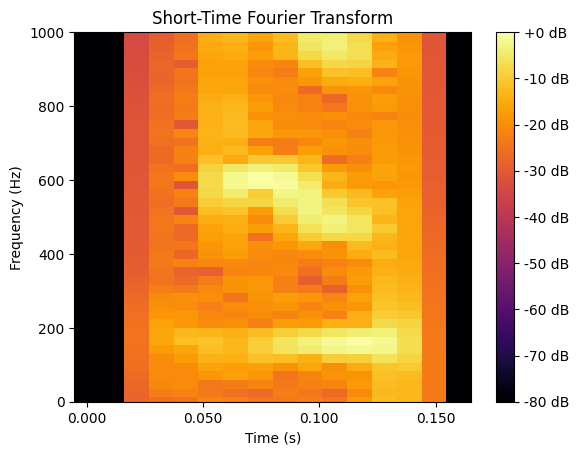 Short-Time Fourier Transform
1000
800
600
400
200
0
Frequency (Hz)
0.000
0.050
0.100
0.150
Time (s)
+0 dB
-10 dB
-20 dB
-30 dB
-40 dB
-50 dB
-60 dB
-70 dB
-80 dB